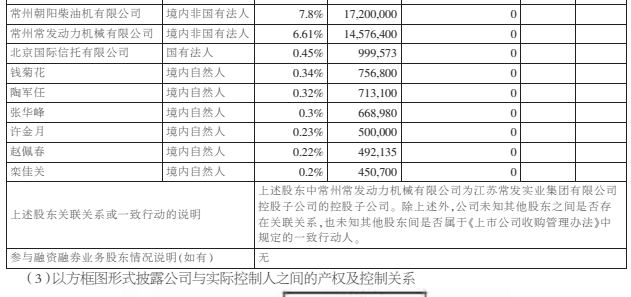 常州朝阳柴油机有限公司 境内非国有法人 7.8% 17,200,000 0
常州常发动力机械有限公司 境内非国有法人 6.61% 14,576,400 0
北京国际信托有限公司 国有法人 0.45% 999,573 0
钱菊花 境内自然人 0.34% 756,800 0
陶军任 境内自然人 0.32% 713,100 0
张华峰 境内自然人 0.3% 668,980 0
许金月 境内自然人 0.23% 500,000 0
赵佩春 境内自然人 0.22% 492,135 0
栾佳关 境内自然人 0.2% 450,700 0
上述股东关联关系或一致行动的说明
上述股东中常州常发动力机械有限公司为江苏常发实业集团有限公司
控股子公司的控股子公司。除上述外,公司未知其他股东之间是否存
在关联关系,也未知其他股东间是否属于《上市公司收购管理办法》中
规定的一致行动人。
参与融资融券业务股东情况说明(如有) 无
(3)以方框图形式披露公司与实际控制人之间的产权及控制关系